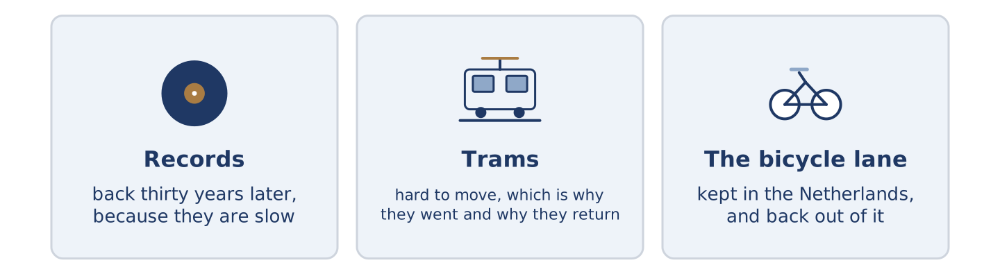 Records
back thirty years later,
because they are slow
Trams
hard to move, which is why
they went and why they return
The bicycle lane
kept in the Netherlands,
and back out of it